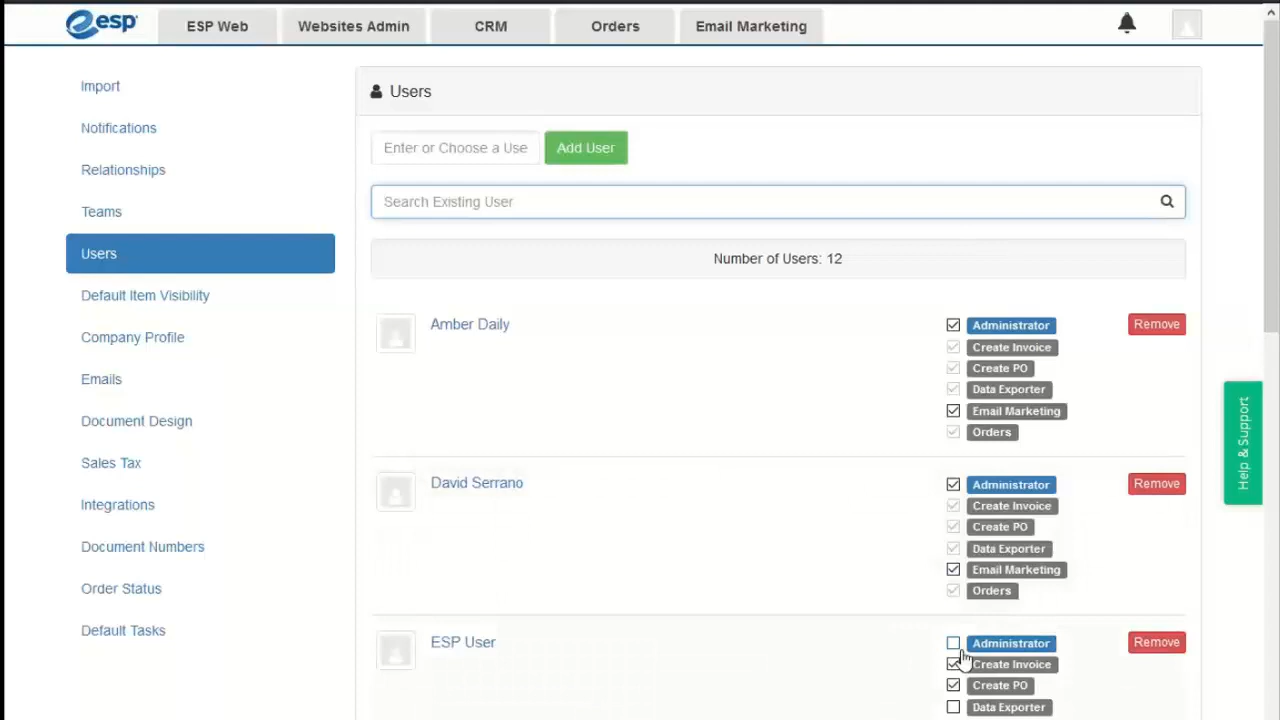 esp ESP Web Websites Admin CRM Orders Email Marketing
Import
Notifications
Relationships
Teams
Users
Default Item Visibility
Company Profile
Emails
Document Design
Sales Tax
Integrations
Document Numbers
Order Status
Default Tasks
Users
Enter or Choose a Use Add User
Search Existing User
Number of Users: 12
Amber Daily
Administrator
Remove
Create Invoice
Create PO
Data Exporter
Email Marketing
Orders
David Serrano
Administrator
Remove
Create Invoice
Create PO
Data Exporter
Email Marketing
Orders
ESP User
Administrator
Remove
Create Invoice
Create PO
Data Exporter
Help & Support